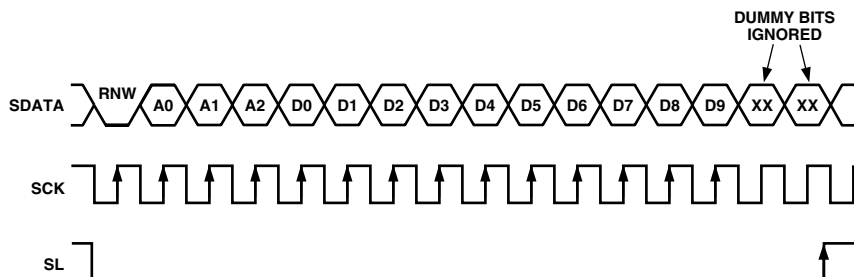 DUMMY BITS
IGNORED
SDATA RNW A0 A1 A2 D0 D1 D2 D3 D4 D5 D6 D7 D8 D9 XX XX
SCK
SL